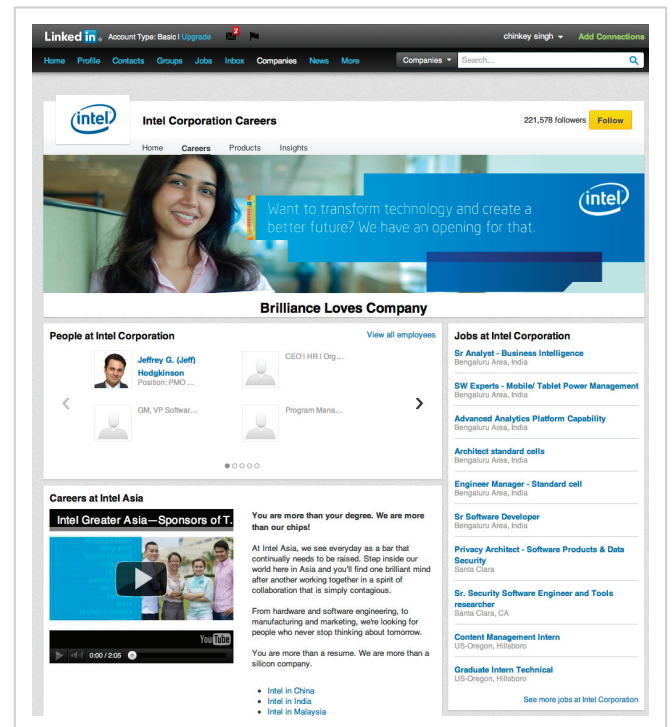 Linked in
Account Type: Basic | Upgrade
2
chinkey singh
Add Connections
Home Profile Contacts Groups Jobs Inbox Companies News More
Companies
Search...
intel
Intel Corporation Careers
221,578 followers
Follow
Home Careers Products Insights
Want to transform technology and create a
better future? We have an opening for that.
intel
Brilliance Loves Company
People at Intel Corporation
View all employees
Jeffrey G. (Jeff)
Hodgkinson
Position: PMO ...
CEO | HR | Org...
GM, VP Softwar...
Program Mana...
Careers at Intel Asia
Intel Greater Asia—Sponsors of T.
YouTube
0:00 / 2:05
You are more than your degree. We are more
than our chips!
At Intel Asia, we see everyday as a bar that
continually needs to be raised. Step inside our
world here in Asia and you'll find one brilliant mind
after another working together in a spirit of
collaboration that is simply contagious.
From hardware and software engineering, to
manufacturing and marketing, we're looking for
people who never stop thinking about tomorrow.
You are more than a resume. We are more than a
silicon company.
• Intel in China
• Intel in India
• Intel in Malaysia
Jobs at Intel Corporation
Sr Analyst - Business Intelligence
Bengaluru Area, India
SW Experts - Mobile/ Tablet Power Management
Bengaluru Area, India
Advanced Analytics Platform Capability
Bengaluru Area, India
Architect standard cells
Bengaluru Area, India
Engineer Manager - Standard cell
Bengaluru Area, India
Sr Software Developer
Bengaluru Area, India
Privacy Architect - Software Products & Data
Security
Santa Clara
Sr. Security Software Engineer and Tools
researcher
Santa Clara, CA
Content Management Intern
US-Oregon, Hillsboro
Graduate Intern Technical
US-Oregon, Hillsboro
See more jobs at Intel Corporation